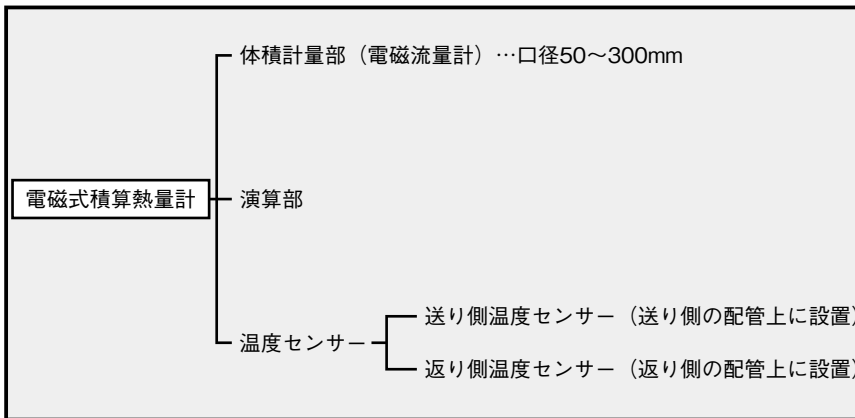 体積計量部（電磁流量計）…口径50〜300mm
電磁式積算熱量計
演算部
送り側温度センサー（送り側の配管上に設置）
温度センサー
返り側温度センサー（返り側の配管上に設置）